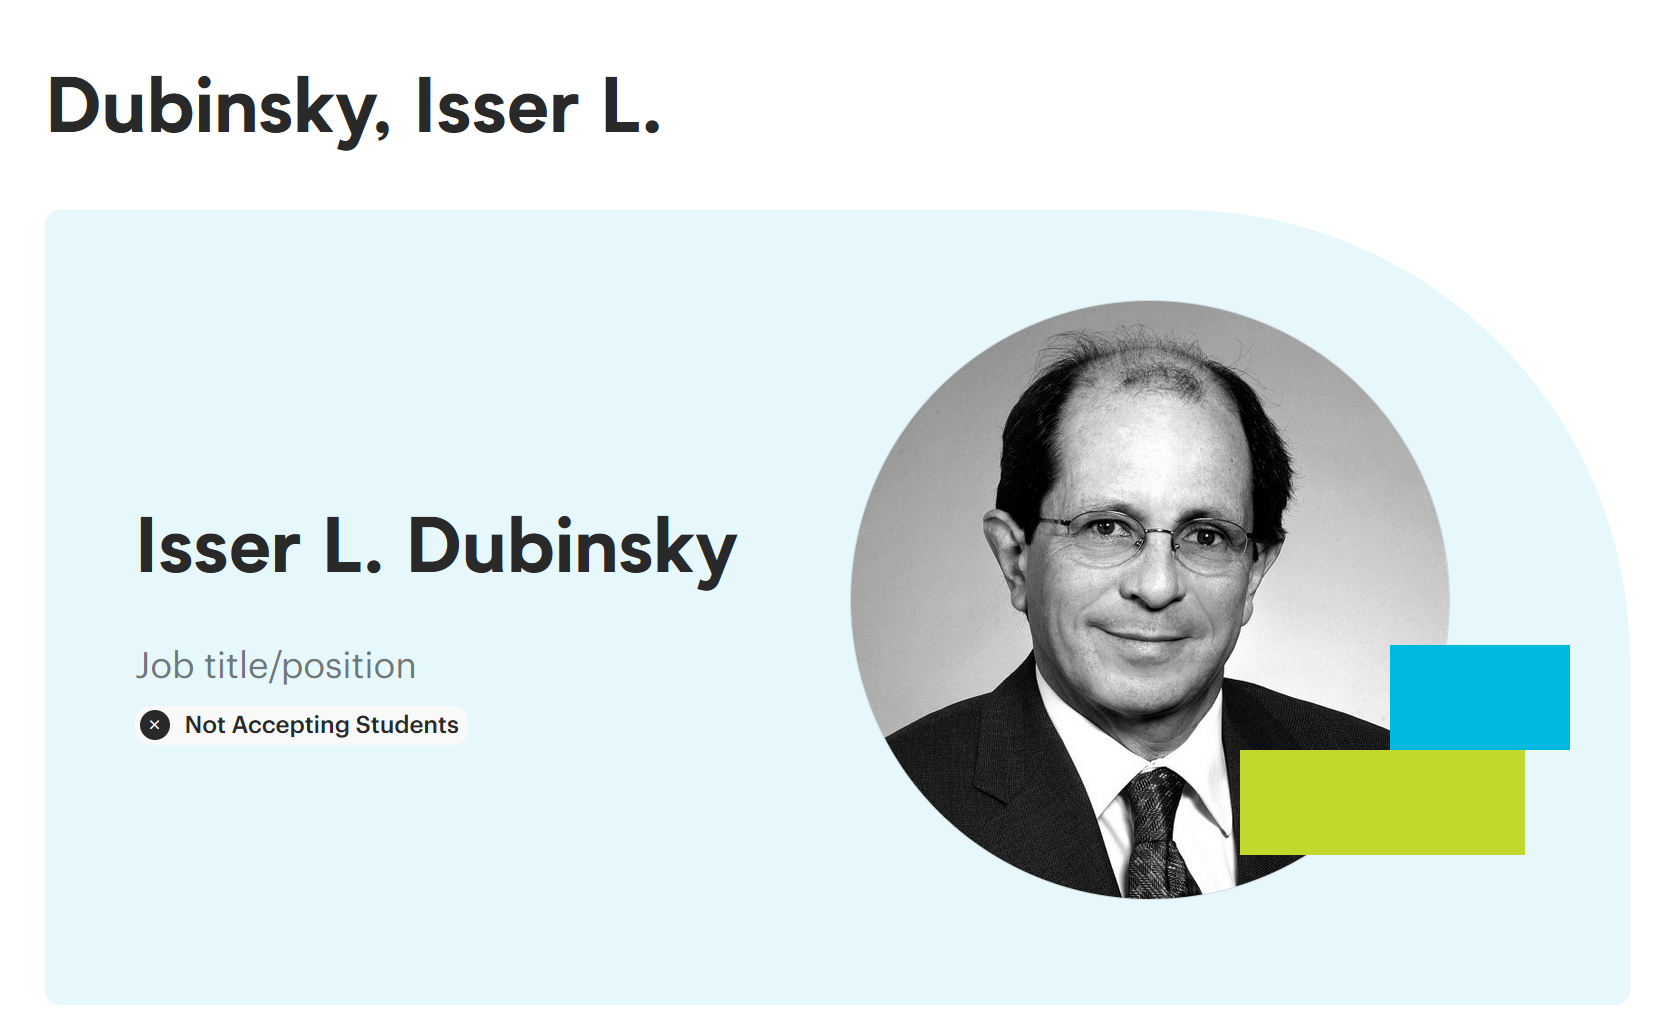 Dubinsky, Isser L.
Isser L. Dubinsky
Job title/position
Not Accepting Students